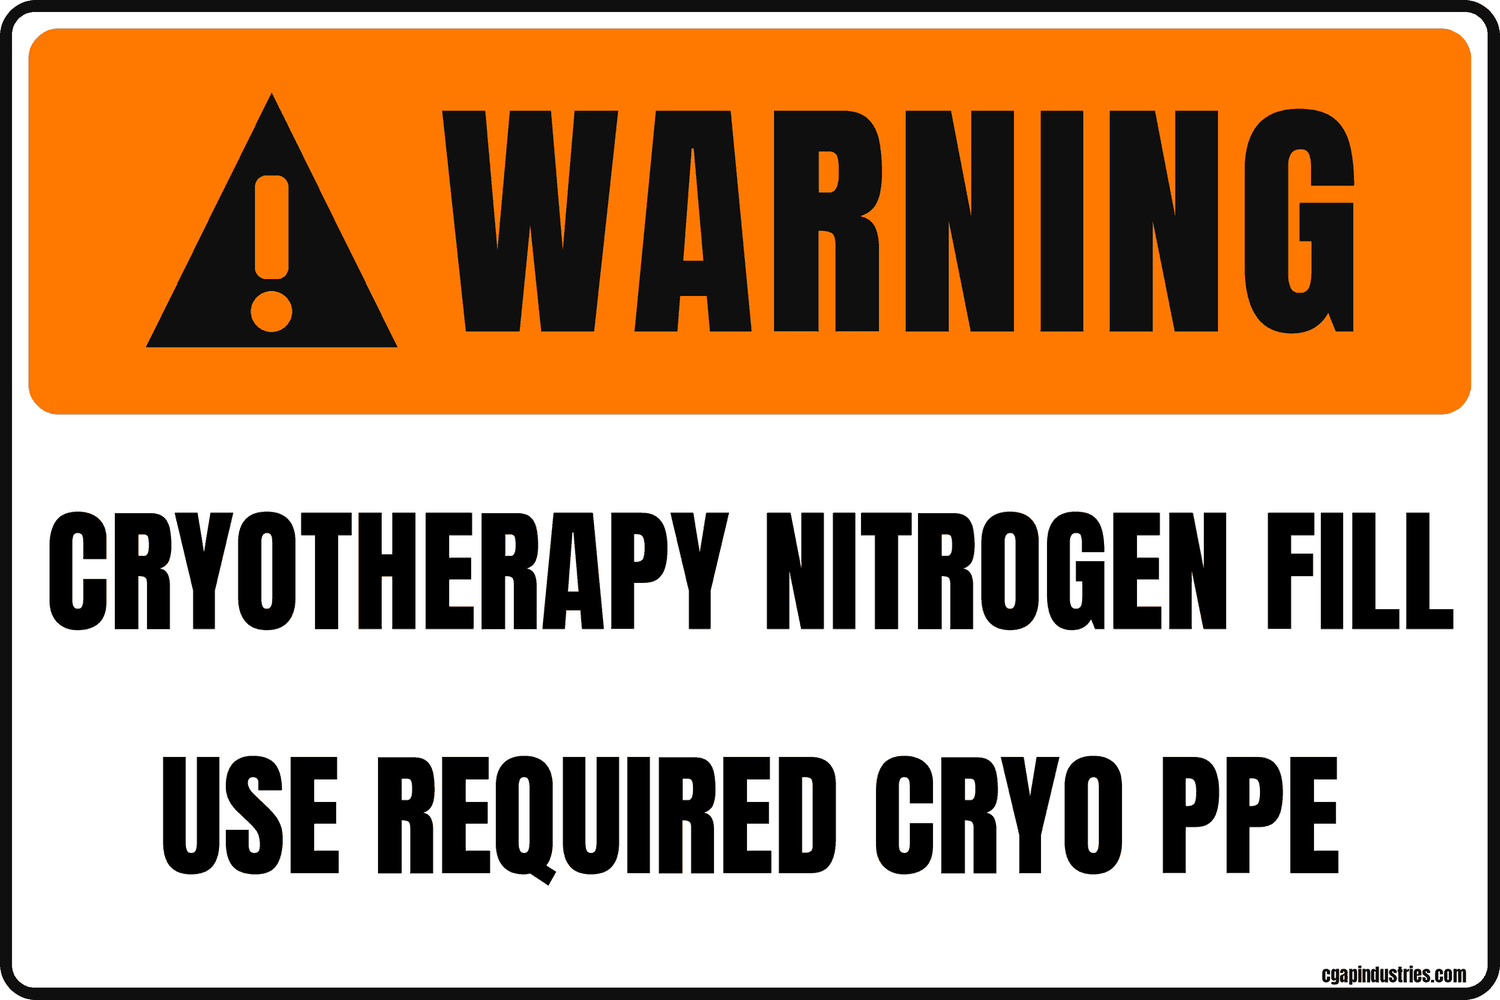 WARNING
CRYOTHERAPY NITROGEN FILL
USE REQUIRED CRYO PPE
cgapindustries.com